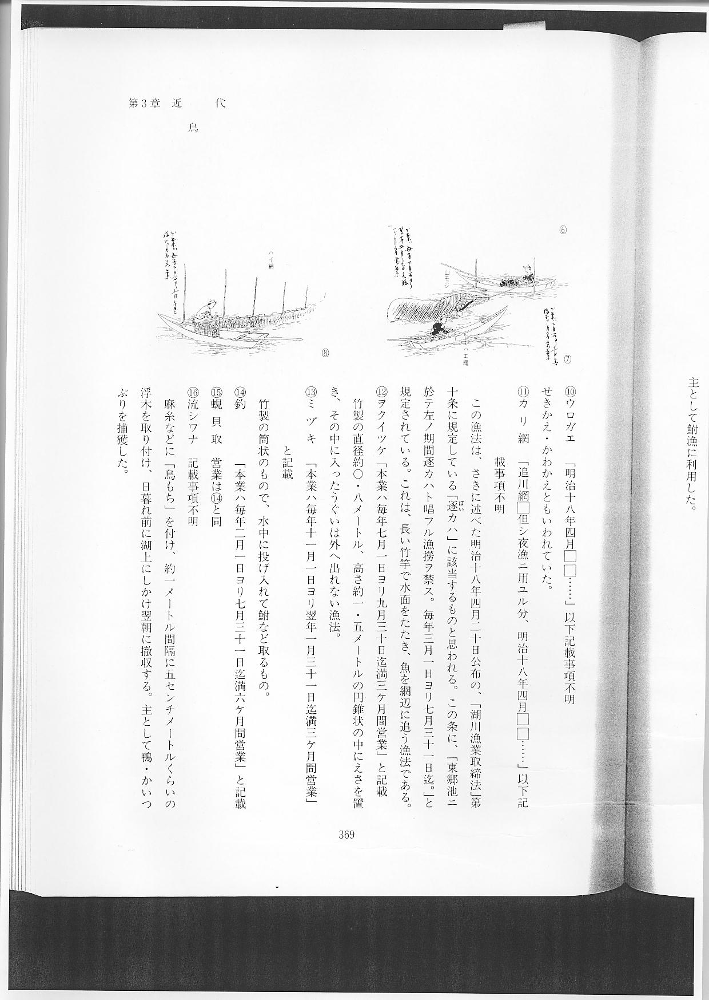 主として鮒漁に利用した。
第3章 近代
鳥
⑥
山モジ
⑦
ハエ縄
ハイ網
⑧
⑩ウロガエ 「明治十八年四月□□……」以下記載事項不明
せきかえ・かわかえともいわれていた。
⑪カリ網 「追川網□但シ夜漁ニ用ユル分、明治十八年四月□□……」以下記
載事項不明
この漁法は、さきに述べた明治十八年四月二十日公布の、「湖川漁業取締法」第
十条に規定している「逐カハ」に該当するものと思われる。この条に、「東郷池ニ
ぼい
於テ左ノ期間逐カハト唱フル漁撈ヲ禁ス。毎年三月一日ヨリ七月三十一日迄。」と
規定されている。これは、長い竹竿で水面をたたき、魚を網辺に追う漁法である。
⑫ヲクイツケ「本業ハ毎年七月一日ヨリ九月三十日迄満三ケ月間営業」と記載
竹製の直径約〇・八メートル、高さ約一・五メートルの円錐状の中にえさを置
き、その中に入ったうぐいは外へ出れない漁法。
⑬ミヅキ 「本業ハ毎年十一月一日ヨリ翌年一月三十一日迄満三ケ月間営業」
と記載
竹製の筒状のもので、水中に投げ入れて鮒など取るもの。
⑭釣 「本業ハ毎年二月一日ヨリ七月三十一日迄満六ケ月間営業」と記載
⑮蜆貝取 営業は⑭と同
⑯流シワナ 記載事項不明
麻糸などに「鳥もち」を付け、約一メートル間隔に五センチメートルくらいの
浮木を取り付け、日暮れ前に湖上にしかけ翌朝に撤収する。主として鴨・かいつ
ぶりを捕獲した。
369